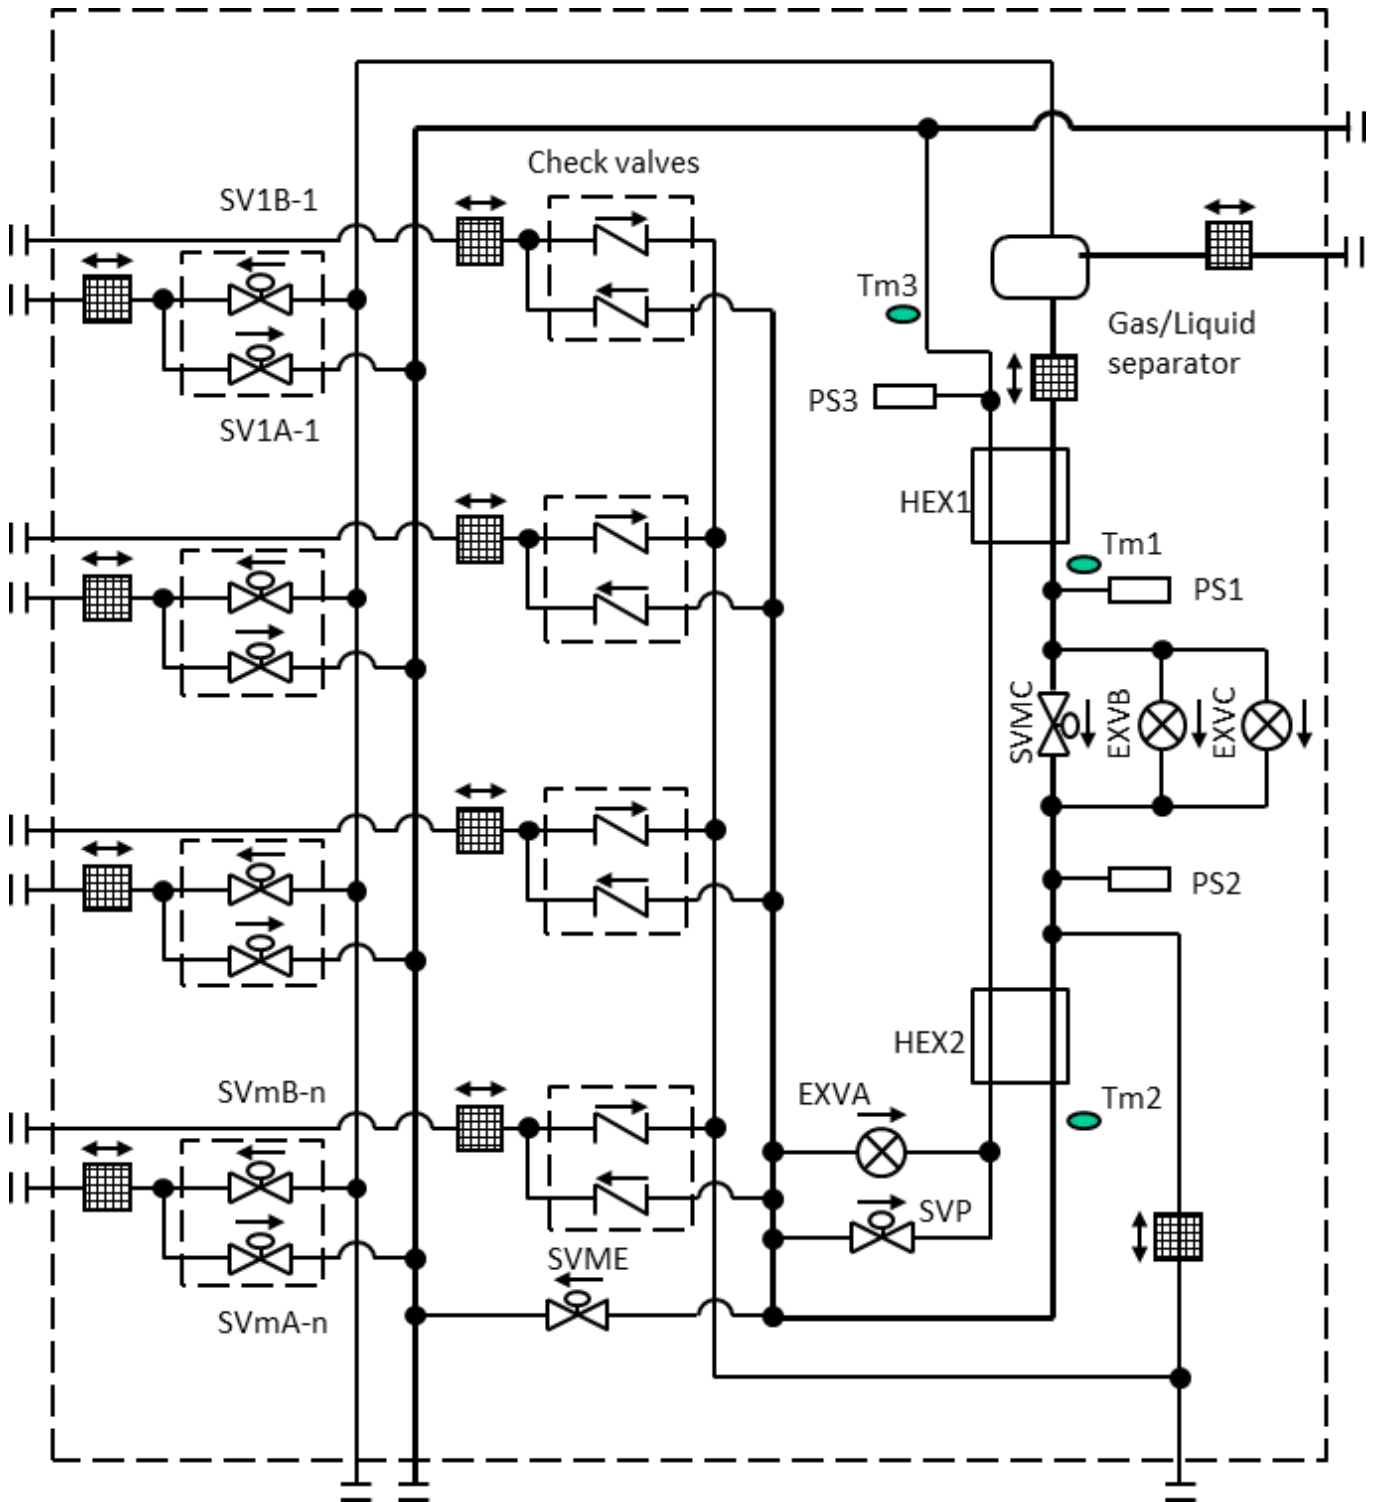 Check valves
SV1B-1
Tm3
Gas/Liquid
separator
PS3
SV1A-1
HEX1
Tm1
PS1
SVMC
EXVB
EXVC
PS2
HEX2
SVmB-n
EXVA
Tm2
SVP
SVME
SVmA-n